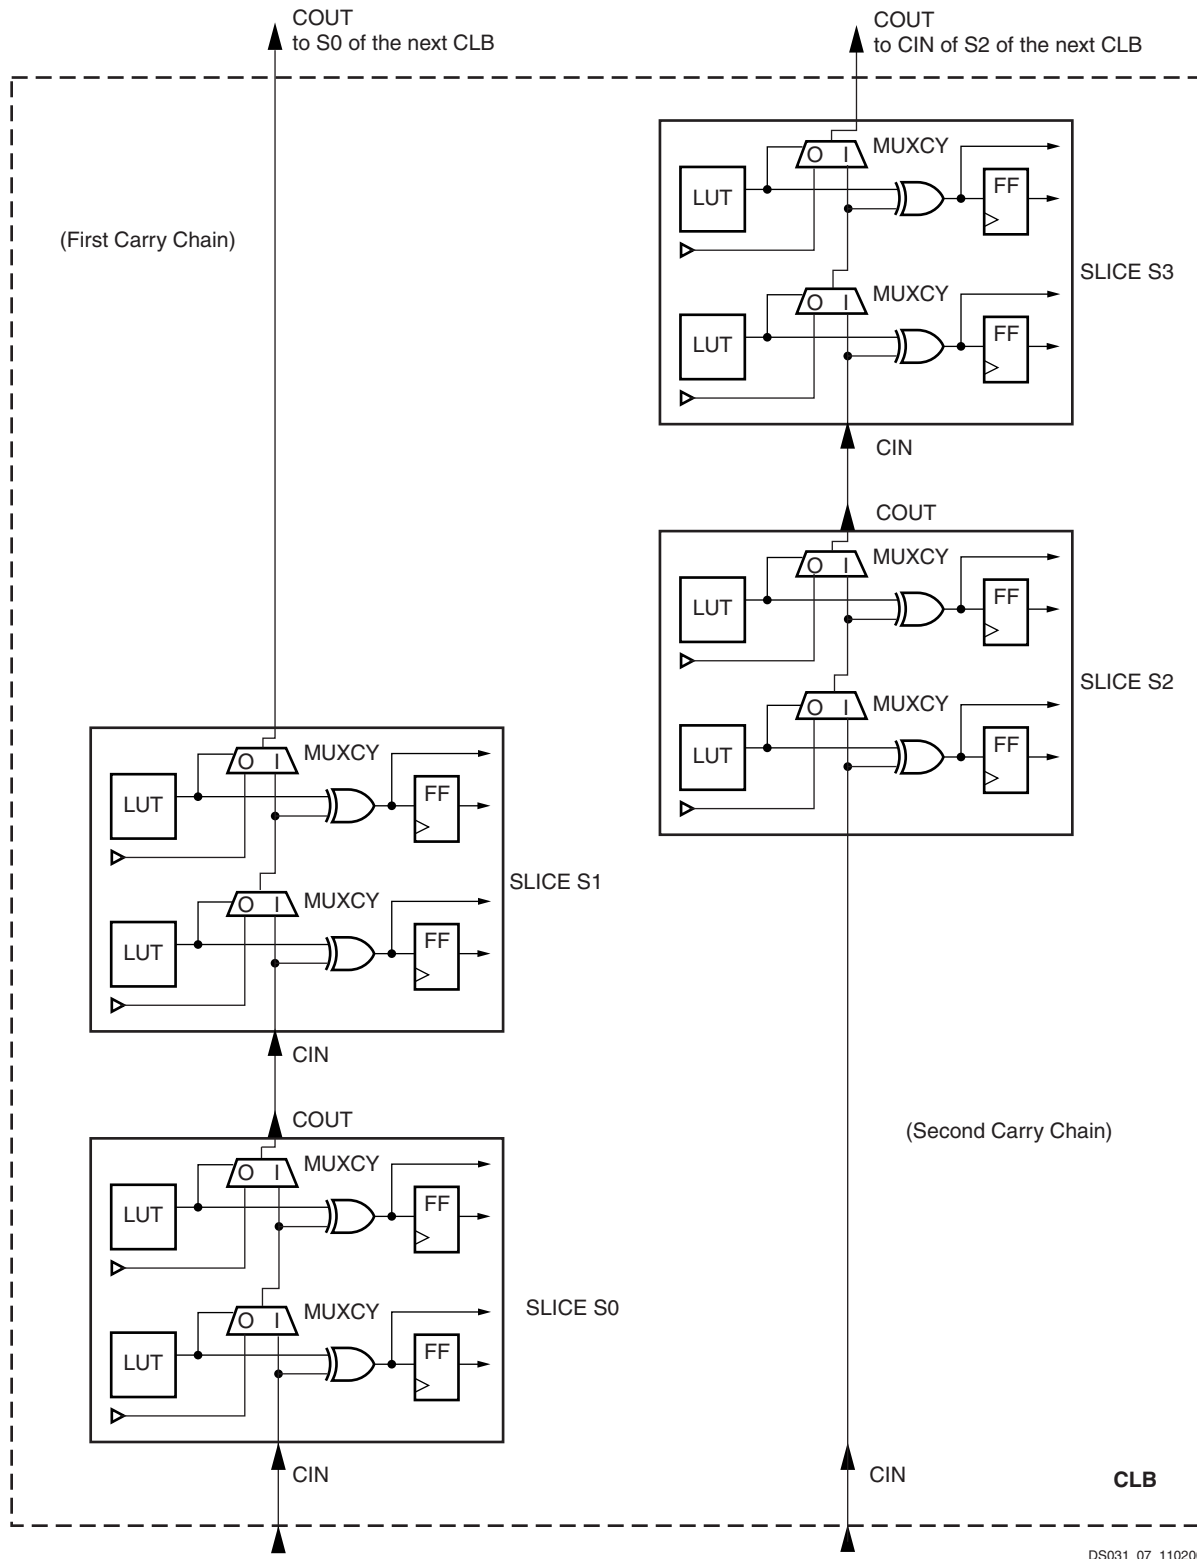 COUT
to S0 of the next CLB
COUT
to CIN of S2 of the next CLB
(First Carry Chain)
O I
MUXCY
LUT
FF
SLICE S3
O I
MUXCY
LUT
FF
CIN
COUT
O I
MUXCY
LUT
FF
SLICE S2
O I
MUXCY
LUT
FF
O I
MUXCY
LUT
FF
SLICE S1
O I
MUXCY
LUT
FF
CIN
COUT
(Second Carry Chain)
O I
MUXCY
LUT
FF
SLICE S0
O I
MUXCY
LUT
FF
CIN
CIN
CLB